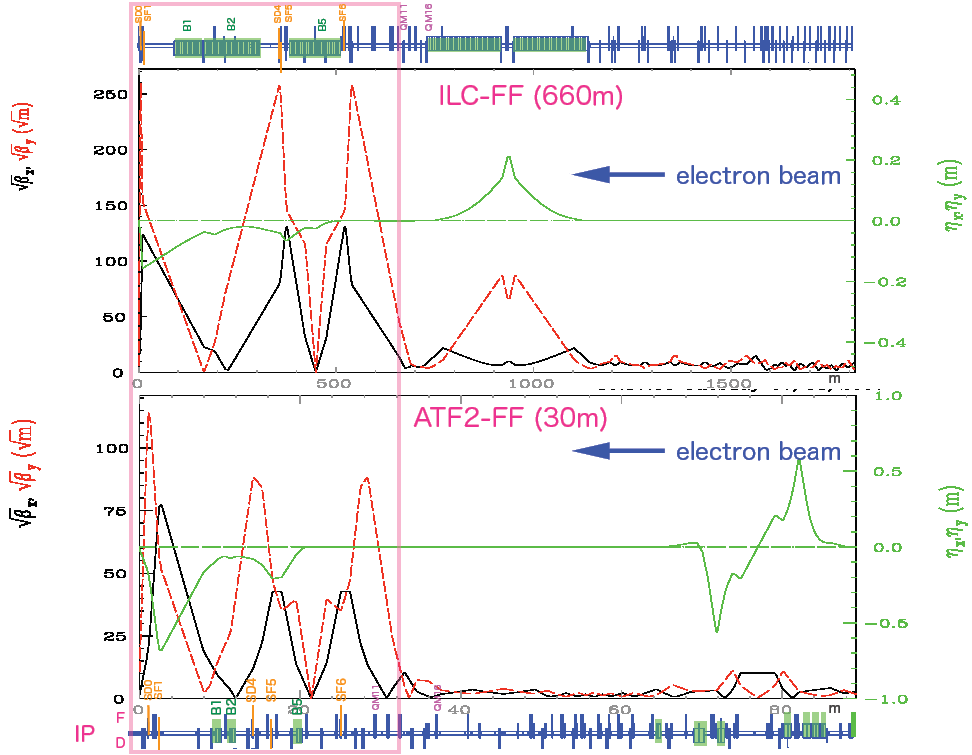 SD0 SF1 B1 B2 SD4 SF5 B5 SF6 QM11 QM16
ILC-FF (660m)
electron beam
√βx, √βy (√m)
250
200
150
100
50
0
0.4
0.2
0.0
−0.2
−0.4
ηx, ηy (m)
0 500 1000 1500 m
ATF2-FF (30m)
electron beam
√βx, √βy (√m)
100
75
50
25
0
1.0
0.5
0.0
−0.5
−1.0
ηx, ηy (m)
SD0 SF1 B1 B2 SD4 SF5 B5 SF6 QM11 QM16
0 40 60 80 m
IP
F
D